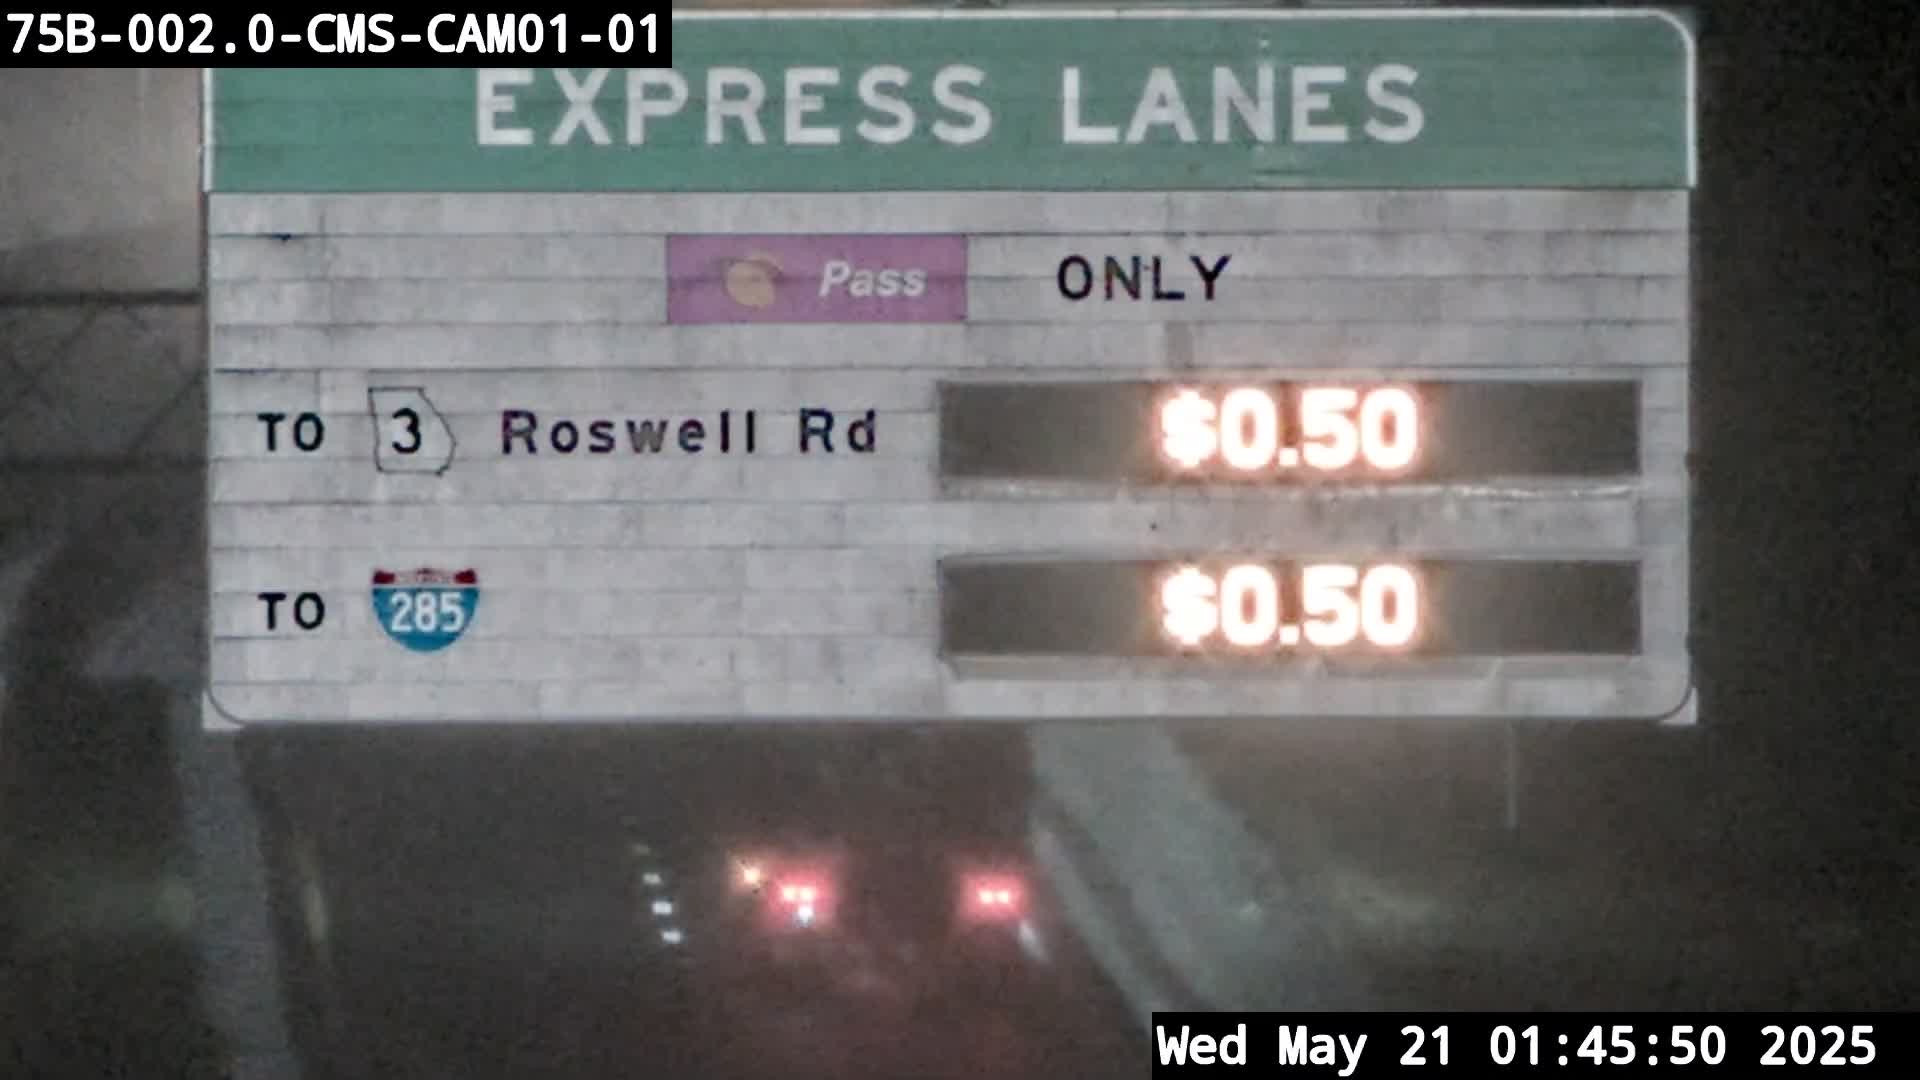 75B-002.0-CMS-CAM01-01
EXPRESS LANES
Pass ONLY
TO 3 Roswell Rd $0.50
TO 285 $0.50
Wed May 21 01:45:50 2025